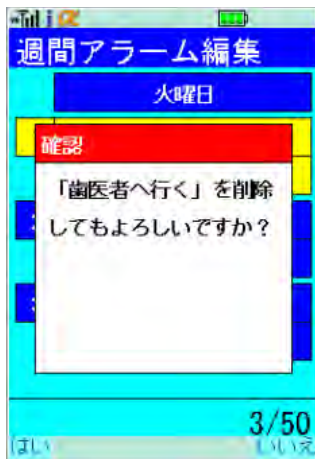 週間アラーム編集
火曜日
確認
「歯医者へ行く」を削除
してもよろしいですか？
3/50
はい
いいえ